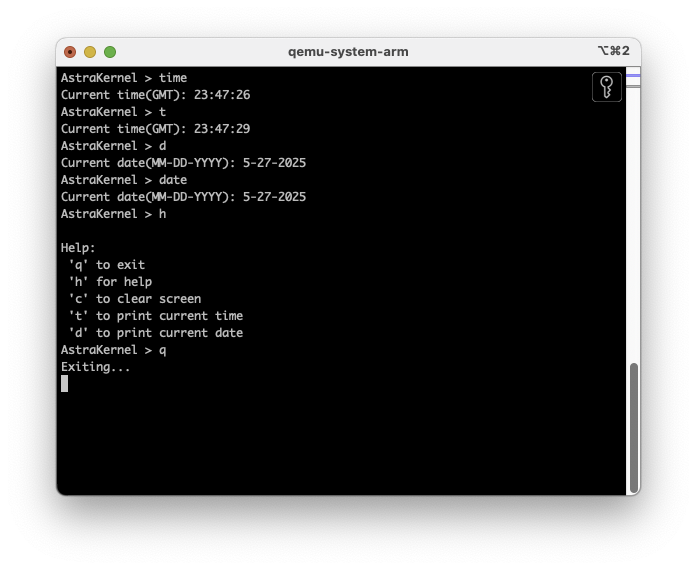 qemu-system-arm
⌥⌘2
AstraKernel > time
Current time(GMT): 23:47:26
AstraKernel > t
Current time(GMT): 23:47:29
AstraKernel > d
Current date(MM-DD-YYYY): 5-27-2025
AstraKernel > date
Current date(MM-DD-YYYY): 5-27-2025
AstraKernel > h

Help:
 'q' to exit
 'h' for help
 'c' to clear screen
 't' to print current time
 'd' to print current date
AstraKernel > q
Exiting...